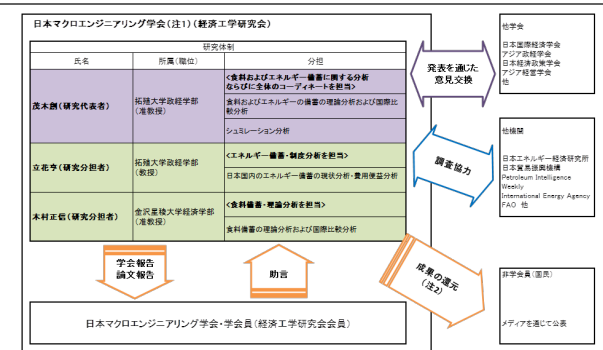 日本マクロエンジニアリング学会(注1)(経済工学研究会)
研究体制
氏名
所属(職位)
分担
茂木創(研究代表者)
拓殖大学政経学部
(准教授)
<食料およびエネルギー備蓄に関する分析
ならびに全体のコーディネートを担当>
食料およびエネルギーの備蓄の理論分析および国際比
較分析
シュミレーション分析
立花亨(研究分担者)
拓殖大学政経学部
(教授)
<エネルギー備蓄・制度分析を担当>
日本国内のエネルギー備蓄の現状分析・費用便益分析
木村正信(研究分担者)
金沢星稜大学経済学部
(准教授)
<食料備蓄・理論分析を担当>
食料備蓄の理論分析および国際比較分析
学会報告
論文報告
助言
日本マクロエンジニアリング学会・学会員(経済工学研究会会員)
発表を通じた
意見交換
調査協力
成果の還元
(注2)
他学会
日本国際経済学会
アジア政経学会
日本経済政策学会
アジア経営学会
他
他機関
日本エネルギー経済研究所
日本貿易振興機構
Petroleum Intelligence
Weekly
International Energy Agency
FAO 他
非学会員(国民)
メディアを通じて公表